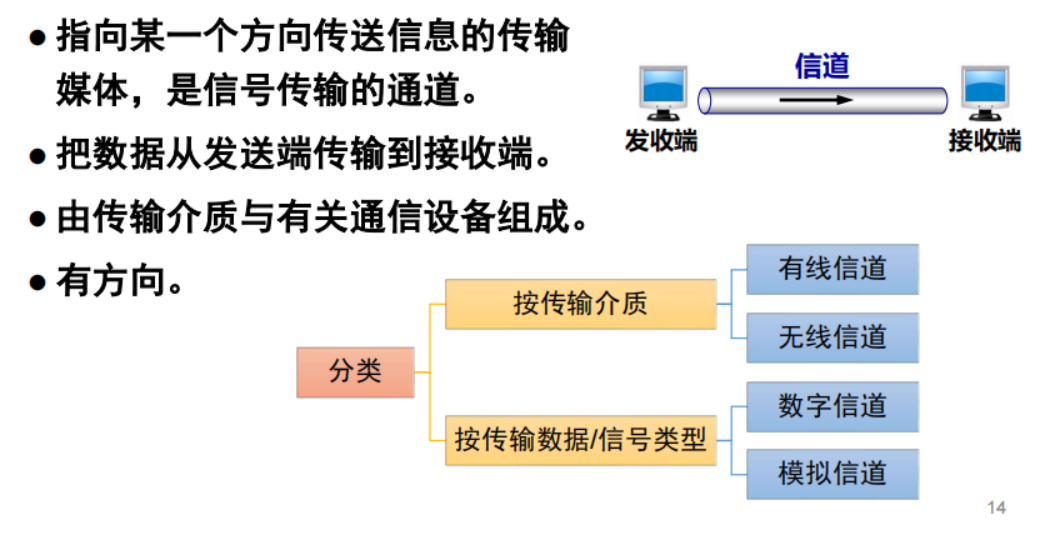 ● 指向某一个方向传送信息的传输
媒体，是信号传输的通道。
● 把数据从发送端传输到接收端。
● 由传输介质与有关通信设备组成。
● 有方向。
信道
发收端
接收端
分类
按传输介质
有线信道
无线信道
按传输数据/信号类型
数字信道
模拟信道
14